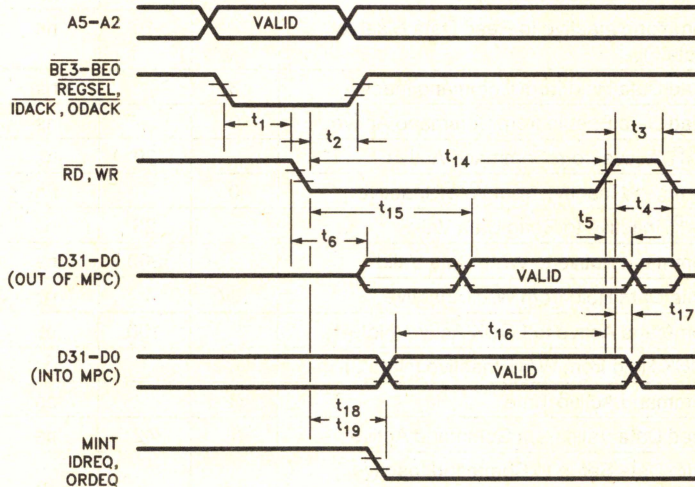 A5-A2
VALID
BE3-BE0
REGSEL,
IDACK, ODACK
t1
t2
t3
t14
RD, WR
t15
t5
t4
t6
D31-D0
(OUT OF MPC)
VALID
t17
t16
D31-D0
(INTO MPC)
VALID
t18
t19
MINT
IDREQ,
ORDEQ